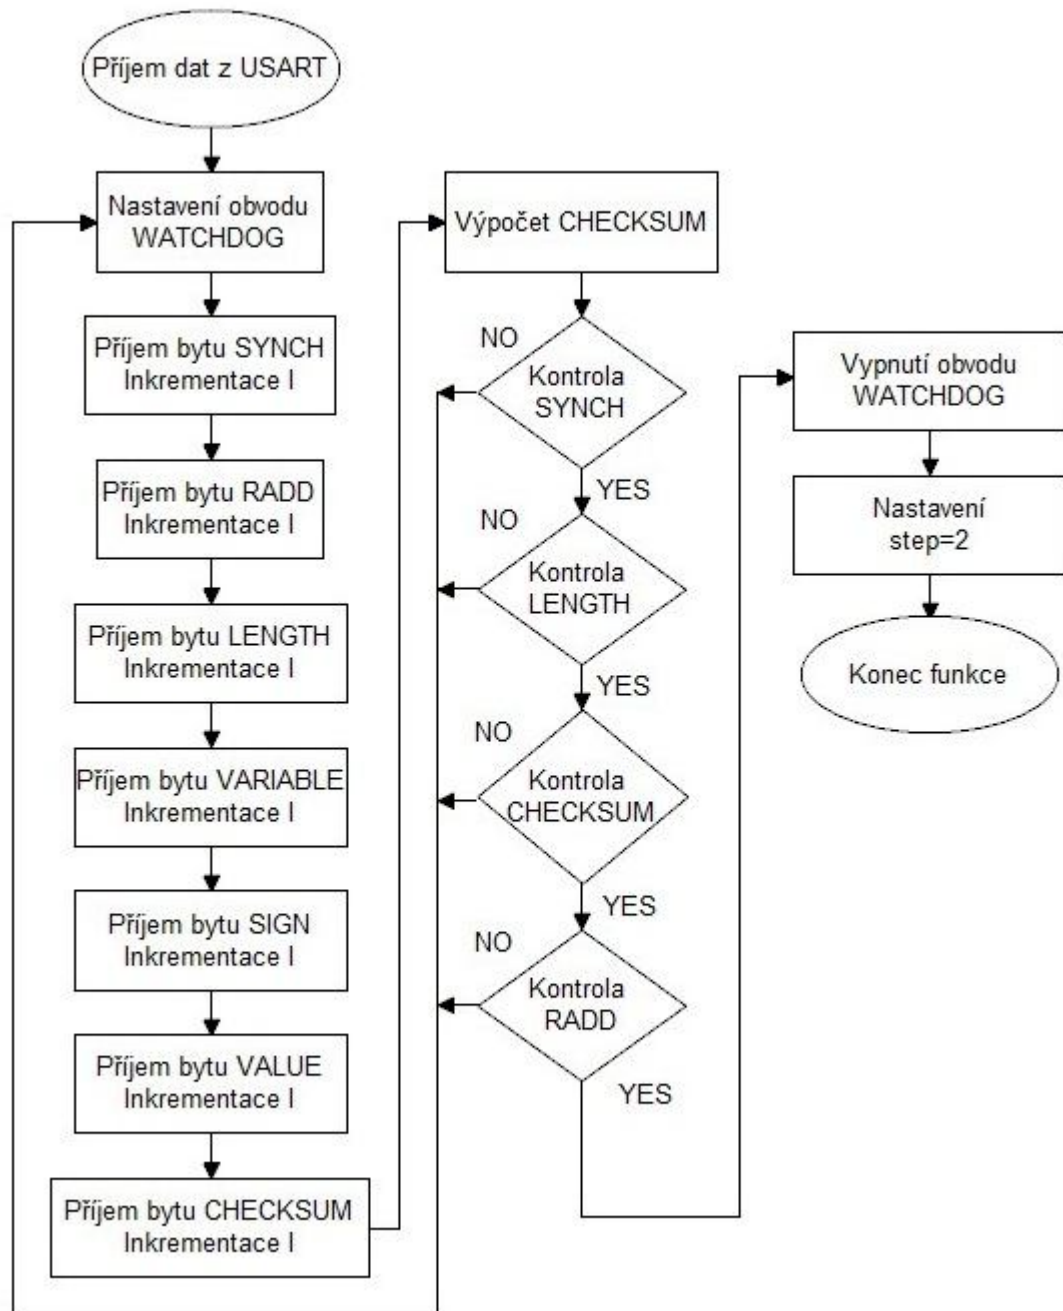 Příjem dat z USART
Nastavení obvodu
WATCHDOG
Příjem bytu SYNCH
Inkrementace I
Příjem bytu RADD
Inkrementace I
Příjem bytu LENGTH
Inkrementace I
Příjem bytu VARIABLE
Inkrementace I
Příjem bytu SIGN
Inkrementace I
Příjem bytu VALUE
Inkrementace I
Příjem bytu CHECKSUM
Inkrementace I
Výpočet CHECKSUM
NO
Kontrola
SYNCH
YES
NO
Kontrola
LENGTH
YES
NO
Kontrola
CHECKSUM
YES
NO
Kontrola
RADD
YES
Vypnutí obvodu
WATCHDOG
Nastavení
step=2
Konec funkce